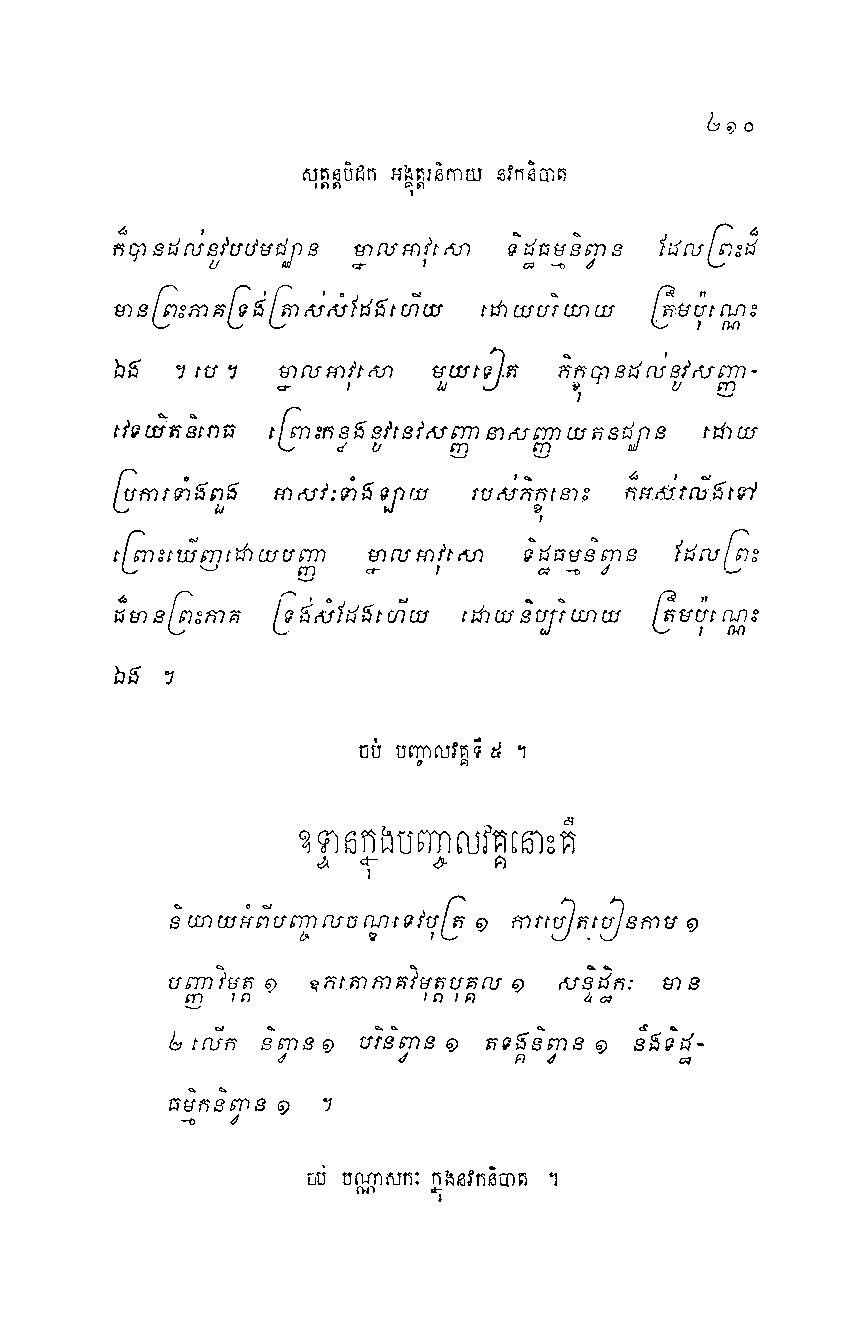 ២១០
សុត្តន្តបិដក អង្គុត្តរនិកាយ នវកនិបាត
ក៏បានដល់នូវបឋមជ្ឈាន ម្នាលអាវុសោ ទិដ្ឋធម្មនិព្វាន ដែលព្រះដ៏
មានព្រះភាគទ្រង់ត្រាស់សំដែងហើយ ដោយបរិយាយ ត្រឹមប៉ុណ្ណេះ
ឯង ។ បេ ។ ម្នាលអាវុសោ មួយទៀត ភិក្ខុបានដល់នូវសញ្ញា-
វេទយិតនិរោធ ព្រោះកន្លងនូវនេវសញ្ញានាសញ្ញាយតនជ្ឈាន ដោយ
ប្រការទាំងពួង អាសវៈទាំងឡាយ របស់ភិក្ខុនោះ ក៏អស់រលីងទៅ
ព្រោះឃើញដោយបញ្ញា ម្នាលអាវុសោ ទិដ្ឋធម្មនិព្វាន ដែលព្រះ
ដ៏មានព្រះភាគ ទ្រង់សំដែងហើយ ដោយនិប្បរិយាយ ត្រឹមប៉ុណ្ណេះ
ឯង ។
ចប់ បញ្ចាលវគ្គទី ៥ ។
ឧទ្ទានក្នុងបញ្ចាលវគ្គនោះគឺ
និយាយអំពីបញ្ចាលចណ្ឌទេវបុត្រ ១ ការបៀតបៀនកាម ១
បញ្ញាវិមុត្ត ១ ឧភតោភាគវិមុត្តបុគ្គល ១ សន្ទិដ្ឋិកៈ មាន
២ លើក និព្វាន ១ បរិនិព្វាន ១ តទង្គនិព្វាន ១ នឹងទិដ្ឋ-
ធម្មិកនិព្វាន ១ ។
ចប់ បណ្ណាសកៈ ក្នុងនវកនិបាត ។